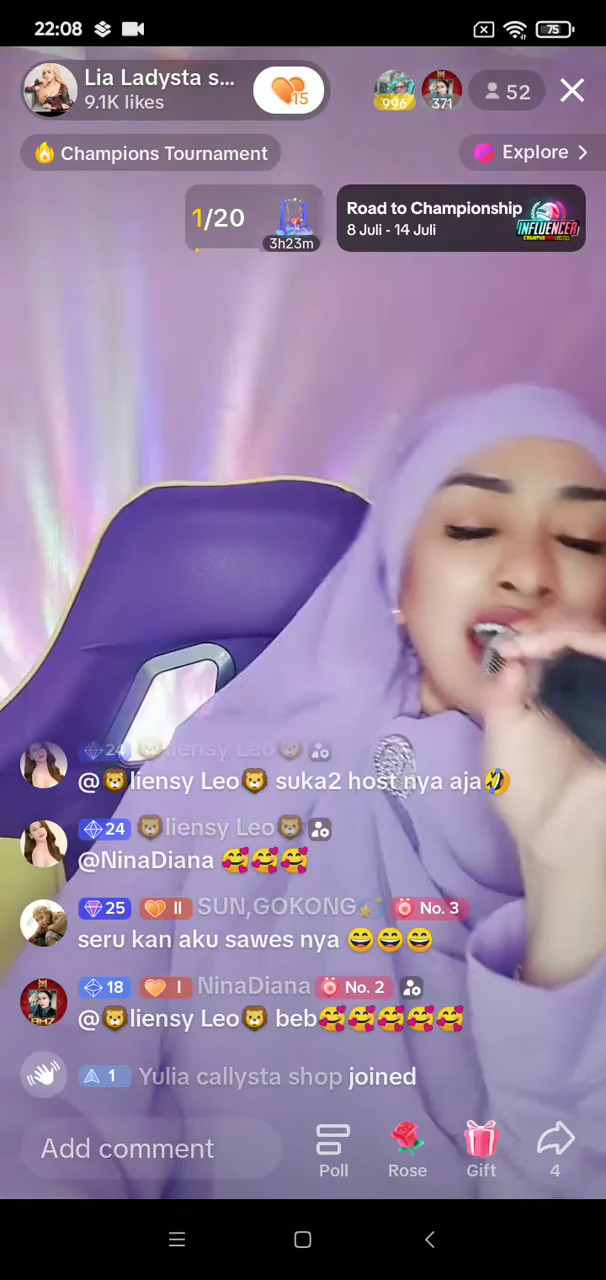 22:08
75
Lia Ladysta s...
9.1K likes
15
996
371
52
Champions Tournament
Explore
1/20
3h23m
Road to Championship
8 Juli - 14 Juli
INFLUENCER
24 🦁liensy Leo🦁
@🦁liensy Leo🦁 suka2 host nya aja🤣
24 🦁liensy Leo🦁
@NinaDiana 🥰🥰🥰
25 II SUN,GOKONG💫 No. 3
seru kan aku sawes nya 😄😄😄
18 I NinaDiana No. 2
@🦁liensy Leo🦁 beb🥰🥰🥰🥰🥰
1 Yulia callysta shop joined
Add comment
Poll
Rose
Gift
4